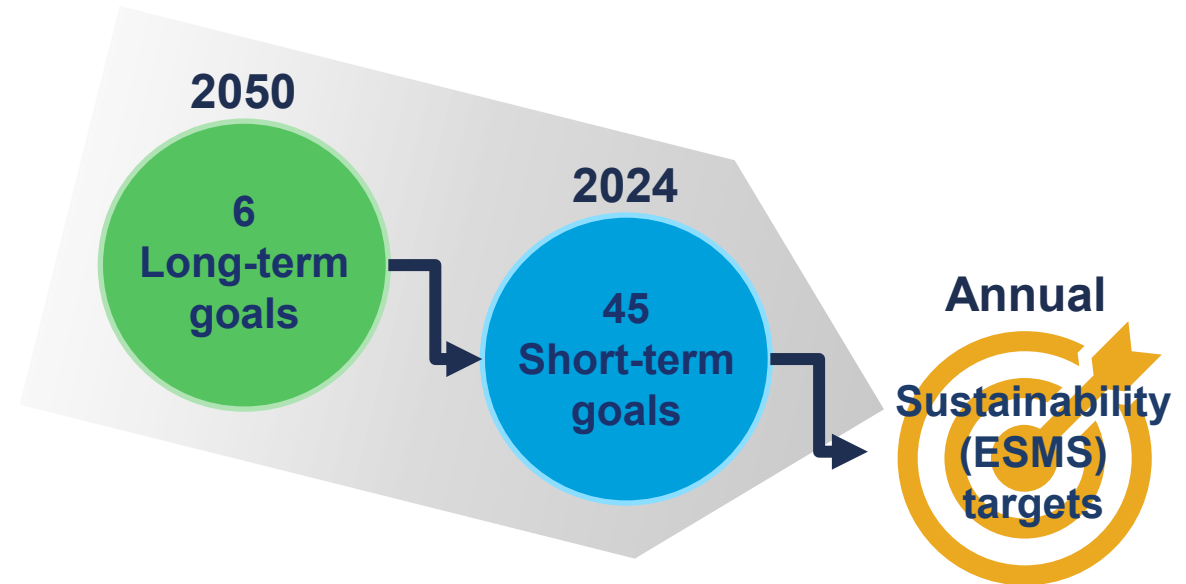 2050
6
Long-term
goals
2024
45
Short-term
goals
Annual
Sustainability
(ESMS)
targets